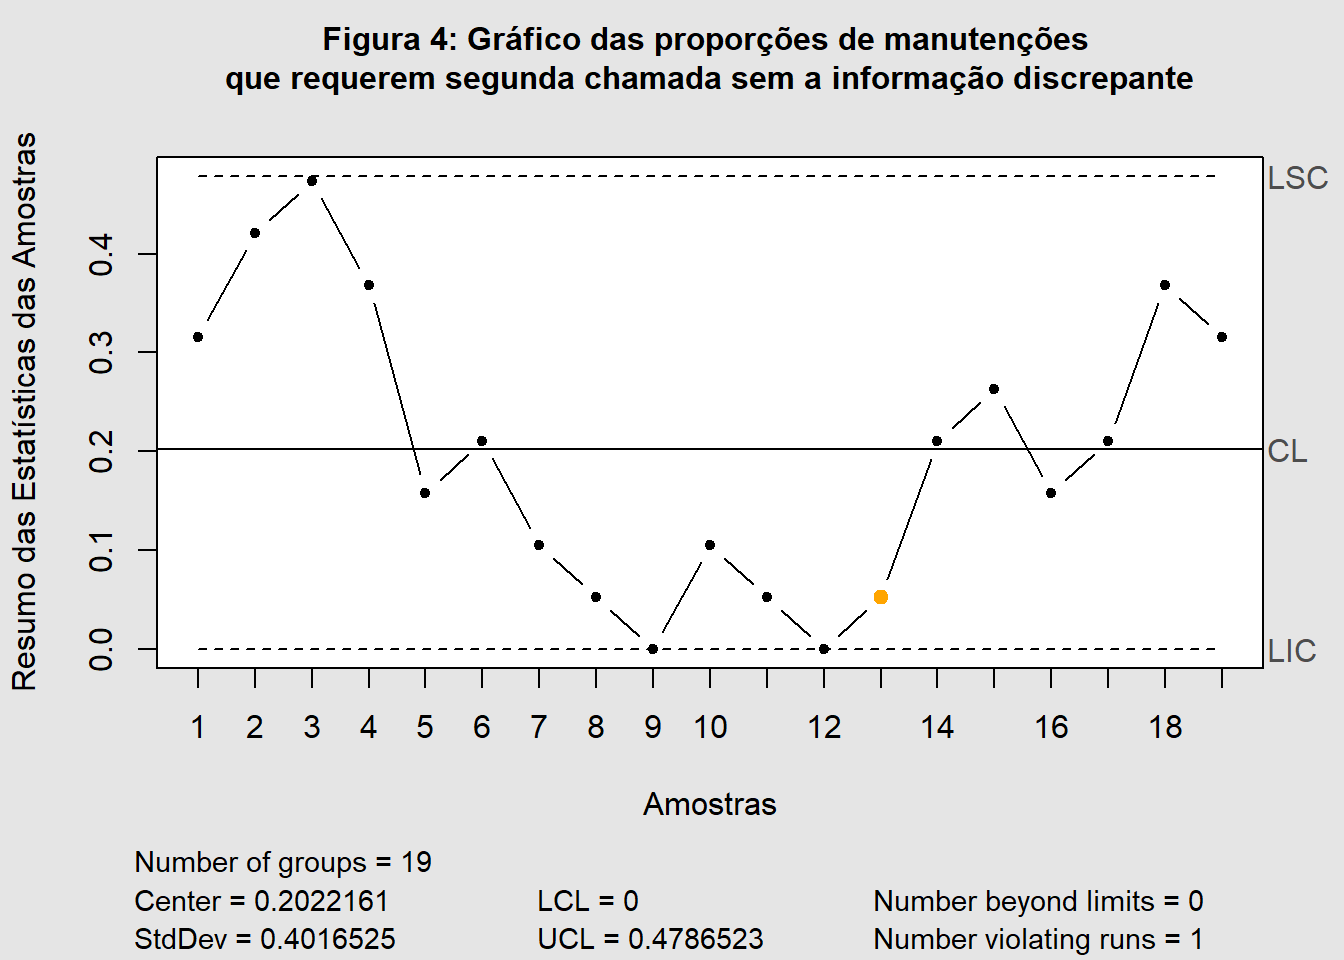 Figura 4: Gráfico das proporções de manutenções
que requerem segunda chamada sem a informação discrepante
Resumo das Estatísticas das Amostras
0.4
0.3
0.2
0.1
0.0
LSC
CL
LIC
1 2 3 4 5 6 7 8 9 10 12 14 16 18
Amostras
Number of groups = 19
Center = 0.2022161 LCL = 0 Number beyond limits = 0
StdDev = 0.4016525 UCL = 0.4786523 Number violating runs = 1